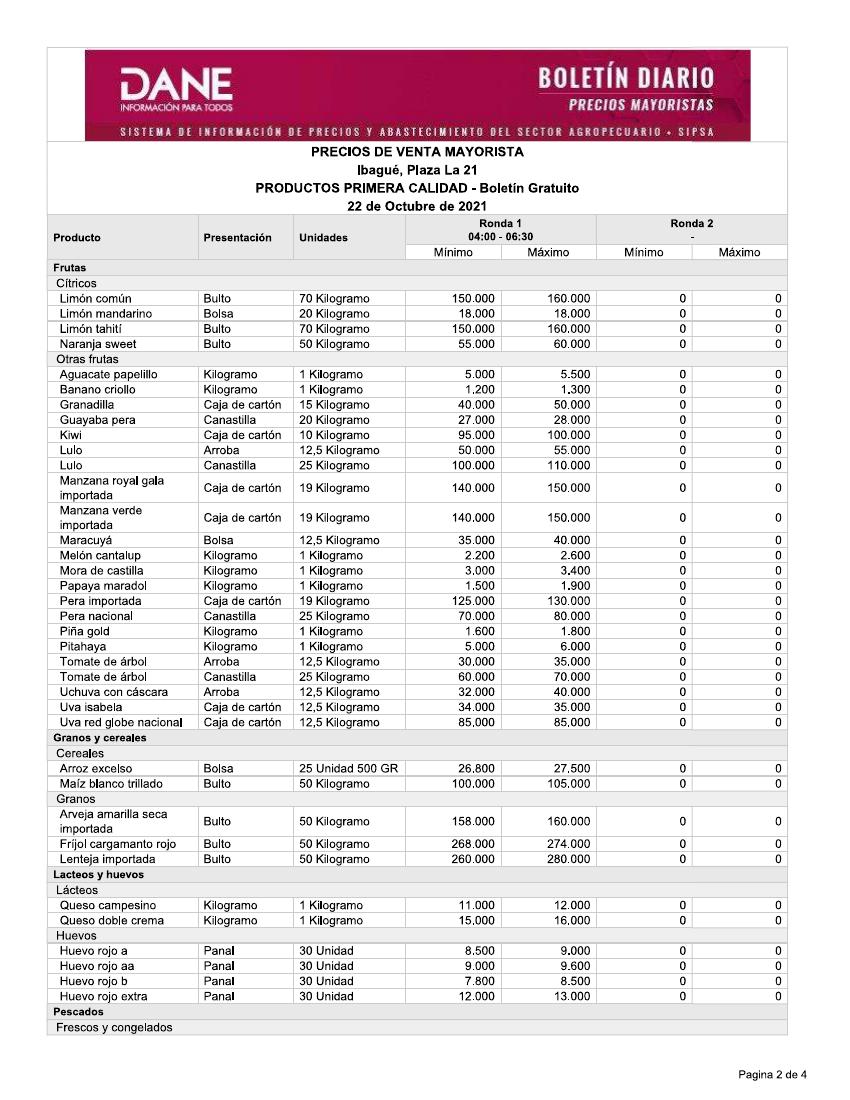 DANE
INFORMACIÓN PARA TODOS
BOLETÍN DIARIO
PRECIOS MAYORISTAS
SISTEMA DE INFORMACIÓN DE PRECIOS Y ABASTECIMIENTO DEL SECTOR AGROPECUARIO • SIPSA
PRECIOS DE VENTA MAYORISTA
Ibagué, Plaza La 21
PRODUCTOS PRIMERA CALIDAD - Boletín Gratuito
22 de Octubre de 2021
Producto Presentación Unidades Ronda 1 Ronda 2
04:00 - 06:30 -
Mínimo Máximo Mínimo Máximo
Frutas
Cítricos
Limón común Bulto 70 Kilogramo 150.000 160.000 0 0
Limón mandarino Bolsa 20 Kilogramo 18.000 18.000 0 0
Limón tahití Bulto 70 Kilogramo 150.000 160.000 0 0
Naranja sweet Bulto 50 Kilogramo 55.000 60.000 0 0
Otras frutas
Aguacate papelillo Kilogramo 1 Kilogramo 5.000 5.500 0 0
Banano criollo Kilogramo 1 Kilogramo 1.200 1.300 0 0
Granadilla Caja de cartón 15 Kilogramo 40.000 50.000 0 0
Guayaba pera Canastilla 20 Kilogramo 27.000 28.000 0 0
Kiwi Caja de cartón 10 Kilogramo 95.000 100.000 0 0
Lulo Arroba 12,5 Kilogramo 50.000 55.000 0 0
Lulo Canastilla 25 Kilogramo 100.000 110.000 0 0
Manzana royal gala
importada Caja de cartón 19 Kilogramo 140.000 150.000 0 0
Manzana verde
importada Caja de cartón 19 Kilogramo 140.000 150.000 0 0
Maracuyá Bolsa 12,5 Kilogramo 35.000 40.000 0 0
Melón cantalup Kilogramo 1 Kilogramo 2.200 2.600 0 0
Mora de castilla Kilogramo 1 Kilogramo 3.000 3.400 0 0
Papaya maradol Kilogramo 1 Kilogramo 1.500 1.900 0 0
Pera importada Caja de cartón 19 Kilogramo 125.000 130.000 0 0
Pera nacional Canastilla 25 Kilogramo 70.000 80.000 0 0
Piña gold Kilogramo 1 Kilogramo 1.600 1.800 0 0
Pitahaya Kilogramo 1 Kilogramo 5.000 6.000 0 0
Tomate de árbol Arroba 12,5 Kilogramo 30.000 35.000 0 0
Tomate de árbol Canastilla 25 Kilogramo 60.000 70.000 0 0
Uchuva con cáscara Arroba 12,5 Kilogramo 32.000 40.000 0 0
Uva isabela Caja de cartón 12,5 Kilogramo 34.000 35.000 0 0
Uva red globe nacional Caja de cartón 12,5 Kilogramo 85.000 85.000 0 0
Granos y cereales
Cereales
Arroz excelso Bolsa 25 Unidad 500 GR 26.800 27.500 0 0
Maíz blanco trillado Bulto 50 Kilogramo 100.000 105.000 0 0
Granos
Arveja amarilla seca
importada Bulto 50 Kilogramo 158.000 160.000 0 0
Fríjol cargamanto rojo Bulto 50 Kilogramo 268.000 274.000 0 0
Lenteja importada Bulto 50 Kilogramo 260.000 280.000 0 0
Lacteos y huevos
Lácteos
Queso campesino Kilogramo 1 Kilogramo 11.000 12.000 0 0
Queso doble crema Kilogramo 1 Kilogramo 15.000 16.000 0 0
Huevos
Huevo rojo a Panal 30 Unidad 8.500 9.000 0 0
Huevo rojo aa Panal 30 Unidad 9.000 9.600 0 0
Huevo rojo b Panal 30 Unidad 7.800 8.500 0 0
Huevo rojo extra Panal 30 Unidad 12.000 13.000 0 0
Pescados
Frescos y congelados
Pagina 2 de 4